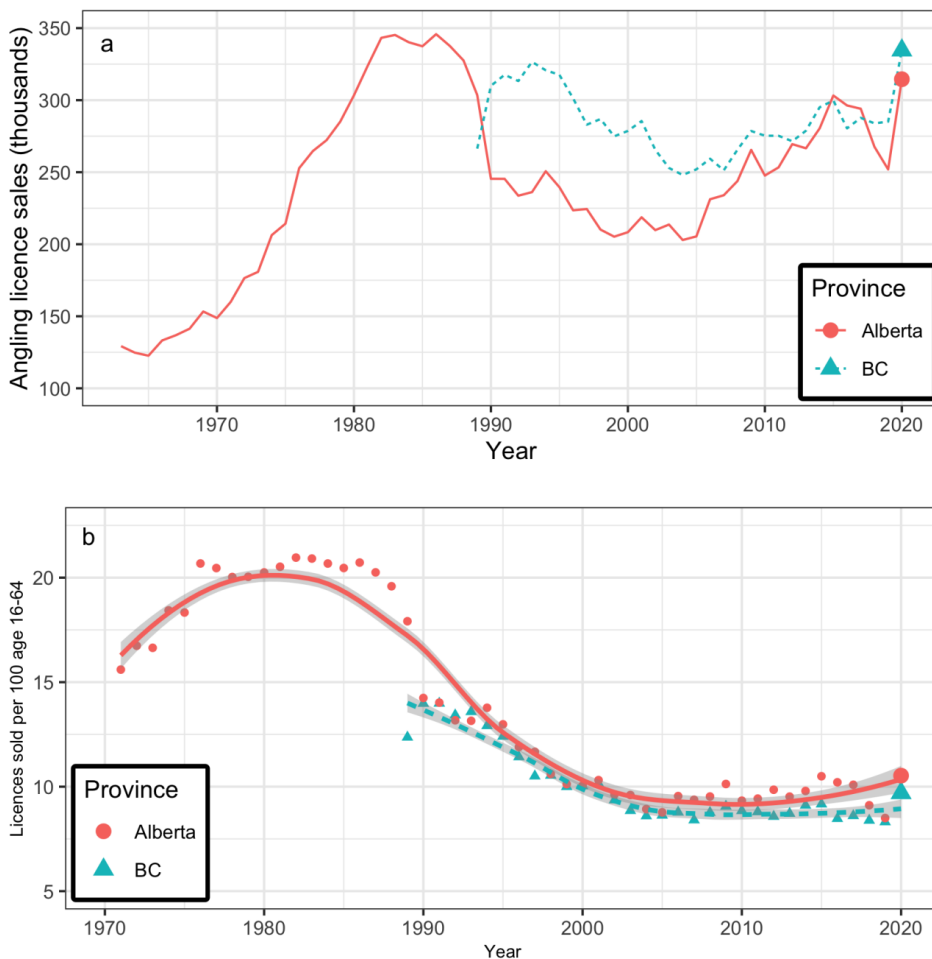 a
Angling licence sales (thousands)
350
300
250
200
150
100
1970
1980
1990
2000
2010
2020
Year
Province
Alberta
BC
b
Licences sold per 100 age 16-64
20
15
10
5
Province
Alberta
BC
1970
1980
1990
2000
2010
2020
Year